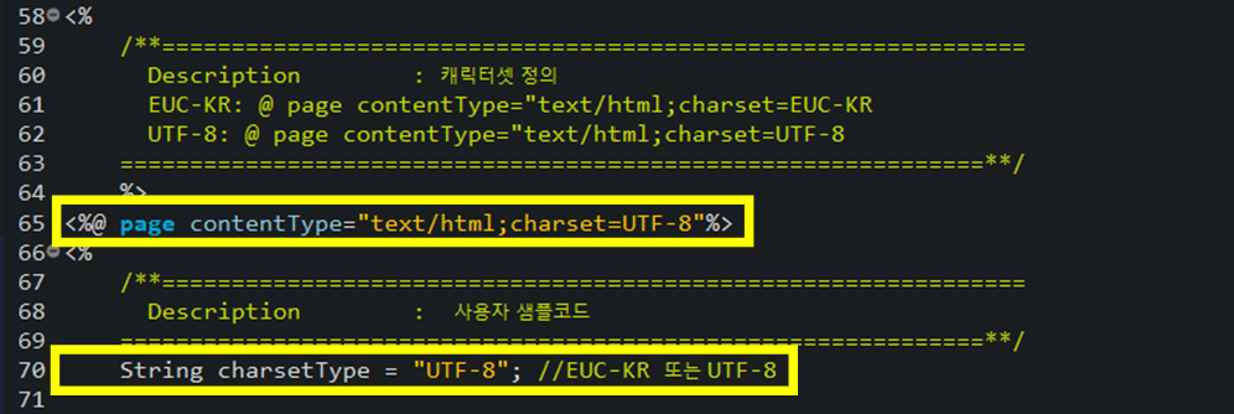 58 <%
59 /**==============================================================
60 Description : 캐릭터셋 정의
61 EUC-KR: @ page contentType="text/html;charset=EUC-KR
62 UTF-8: @ page contentType="text/html;charset=UTF-8
63 ==============================================================**/
64 %>
65 <%@ page contentType="text/html;charset=UTF-8"%>
66 <%
67 /**==============================================================
68 Description : 사용자 샘플코드
69 ==============================================================**/
70 String charsetType = "UTF-8"; //EUC-KR 또는 UTF-8
71